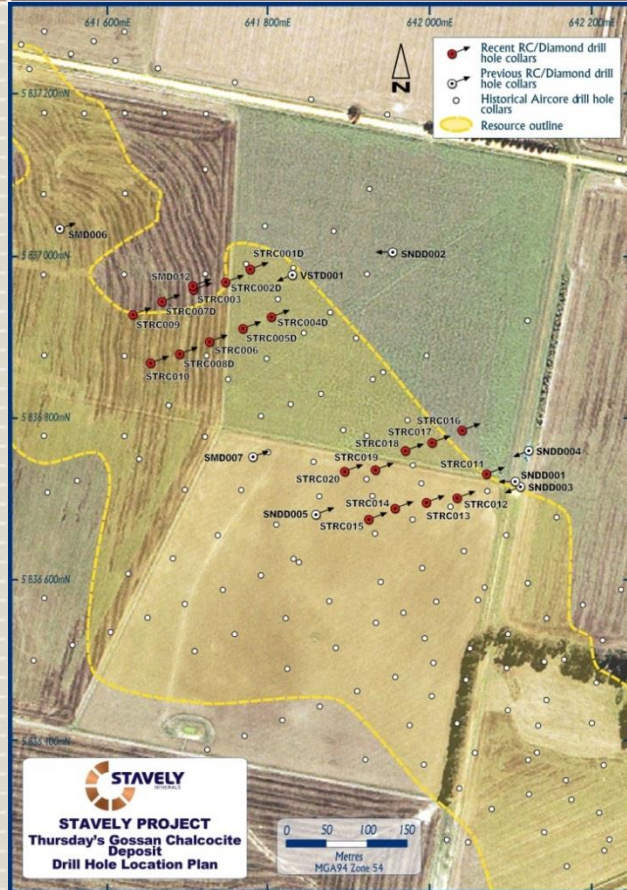 641 600mE
641 800mE
642 000mE
642 200mE
N
Recent RC/Diamond drill
hole collars
Previous RC/Diamond drill
hole collars
Historical Aircore drill hole
collars
Resource outline
5 837 200mN
SMD006
5 837 000mN
STRC001D
SNDD002
SMD012
VSTD001
STRC002D
STRC003
STRC007D
STRC009
STRC004D
STRC005D
STRC006
STRC008D
STRC010
5 836 800mN
STRC016
STRC017
STRC018
SNDD004
SMD007
STRC019
STRC011
STRC020
SNDD001
SNDD003
STRC014
STRC012
SNDD005
STRC013
STRC015
5 836 600mN
5 836 400mN
STAVELY
MINERALS
STAVELY PROJECT
Thursday's Gossan Chalcocite
Deposit
Drill Hole Location Plan
0 50 100 150
Metres
MGA94 Zone 54